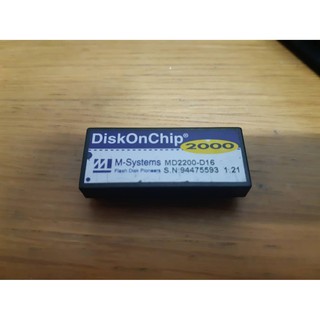 DiskOnChip®
2000
M-Systems MD2200-D16
Flash Disk Pioneers S.N:94475593 1.21